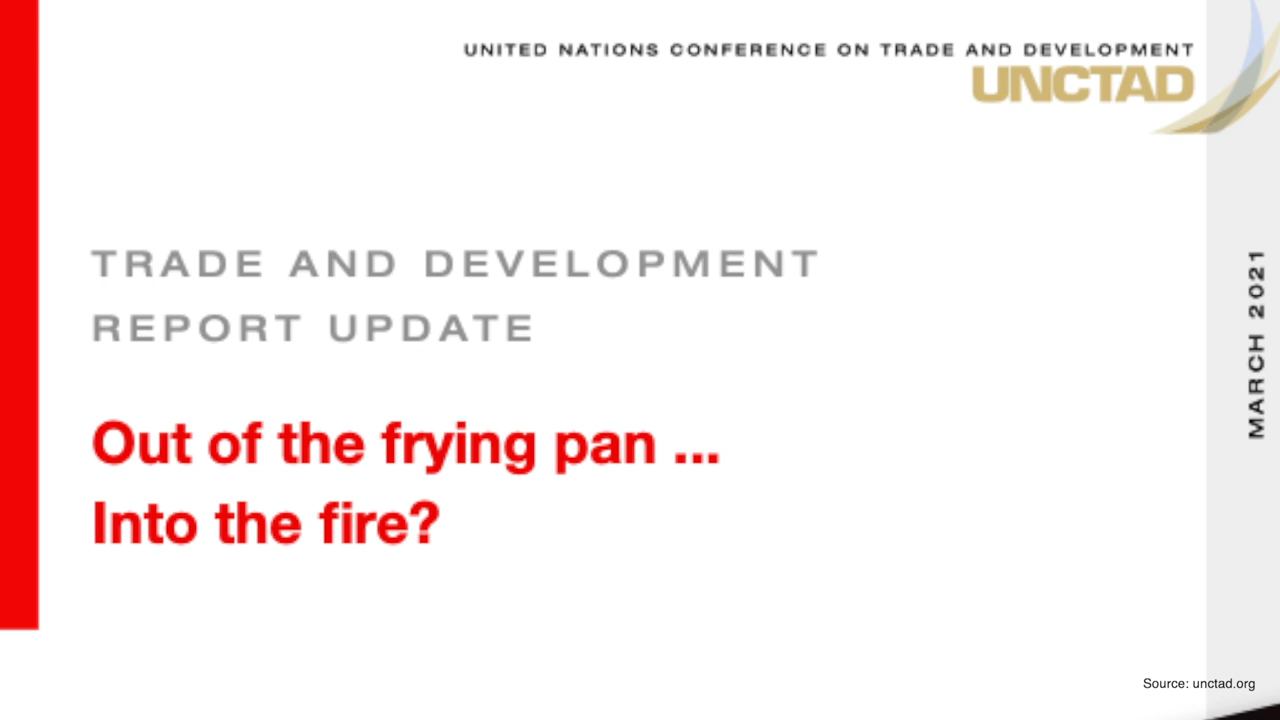 UNITED NATIONS CONFERENCE ON TRADE AND DEVELOPMENT
UNCTAD
TRADE AND DEVELOPMENT
REPORT UPDATE
Out of the frying pan ...
Into the fire?
MARCH 2021
Source: unctad.org